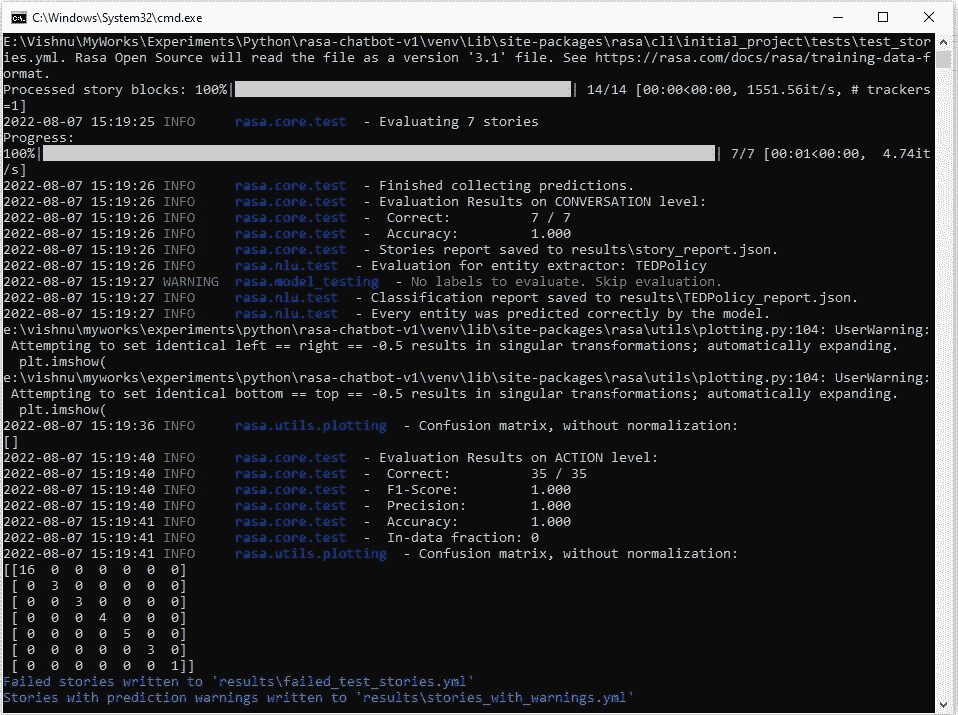 C:\Windows\System32\cmd.exe
E:\Vishnu\MyWorks\Experiments\Python\rasa-chatbot-v1\venv\Lib\site-packages\rasa\cli\initial_project\tests\test_stor
ies.yml. Rasa Open Source will read the file as a version '3.1' file. See https://rasa.com/docs/rasa/training-data-f
ormat.
Processed story blocks: 100%| | 14/14 [00:00<00:00, 1551.56it/s, # trackers
=1]
2022-08-07 15:19:25 INFO     rasa.core.test  - Evaluating 7 stories
Progress:
100%| | 7/7 [00:01<00:00,  4.74it
/s]
2022-08-07 15:19:26 INFO     rasa.core.test  - Finished collecting predictions.
2022-08-07 15:19:26 INFO     rasa.core.test  - Evaluation Results on CONVERSATION level:
2022-08-07 15:19:26 INFO     rasa.core.test  -  Correct:          7 / 7
2022-08-07 15:19:26 INFO     rasa.core.test  -  Accuracy:         1.000
2022-08-07 15:19:26 INFO     rasa.core.test  - Stories report saved to results\story_report.json.
2022-08-07 15:19:26 INFO     rasa.nlu.test  - Evaluation for entity extractor: TEDPolicy
2022-08-07 15:19:27 WARNING  rasa.model_testing  - No labels to evaluate. Skip evaluation.
2022-08-07 15:19:27 INFO     rasa.nlu.test  - Classification report saved to results\TEDPolicy_report.json.
2022-08-07 15:19:27 INFO     rasa.nlu.test  - Every entity was predicted correctly by the model.
e:\vishnu\myworks\experiments\python\rasa-chatbot-v1\venv\lib\site-packages\rasa\utils\plotting.py:104: UserWarning:
 Attempting to set identical left == right == -0.5 results in singular transformations; automatically expanding.
  plt.imshow(
e:\vishnu\myworks\experiments\python\rasa-chatbot-v1\venv\lib\site-packages\rasa\utils\plotting.py:104: UserWarning:
 Attempting to set identical bottom == top == -0.5 results in singular transformations; automatically expanding.
  plt.imshow(
2022-08-07 15:19:36 INFO     rasa.utils.plotting  - Confusion matrix, without normalization:
[]
2022-08-07 15:19:40 INFO     rasa.core.test  - Evaluation Results on ACTION level:
2022-08-07 15:19:40 INFO     rasa.core.test  -  Correct:          35 / 35
2022-08-07 15:19:40 INFO     rasa.core.test  -  F1-Score:         1.000
2022-08-07 15:19:40 INFO     rasa.core.test  -  Precision:        1.000
2022-08-07 15:19:41 INFO     rasa.core.test  -  Accuracy:         1.000
2022-08-07 15:19:41 INFO     rasa.core.test  -  In-data fraction: 0
2022-08-07 15:19:41 INFO     rasa.utils.plotting  - Confusion matrix, without normalization:
[[16  0  0  0  0  0  0]
 [ 0  3  0  0  0  0  0]
 [ 0  0  3  0  0  0  0]
 [ 0  0  0  4  0  0  0]
 [ 0  0  0  0  5  0  0]
 [ 0  0  0  0  0  3  0]
 [ 0  0  0  0  0  0  1]]
Failed stories written to 'results\failed_test_stories.yml'
Stories with prediction warnings written to 'results\stories_with_warnings.yml'